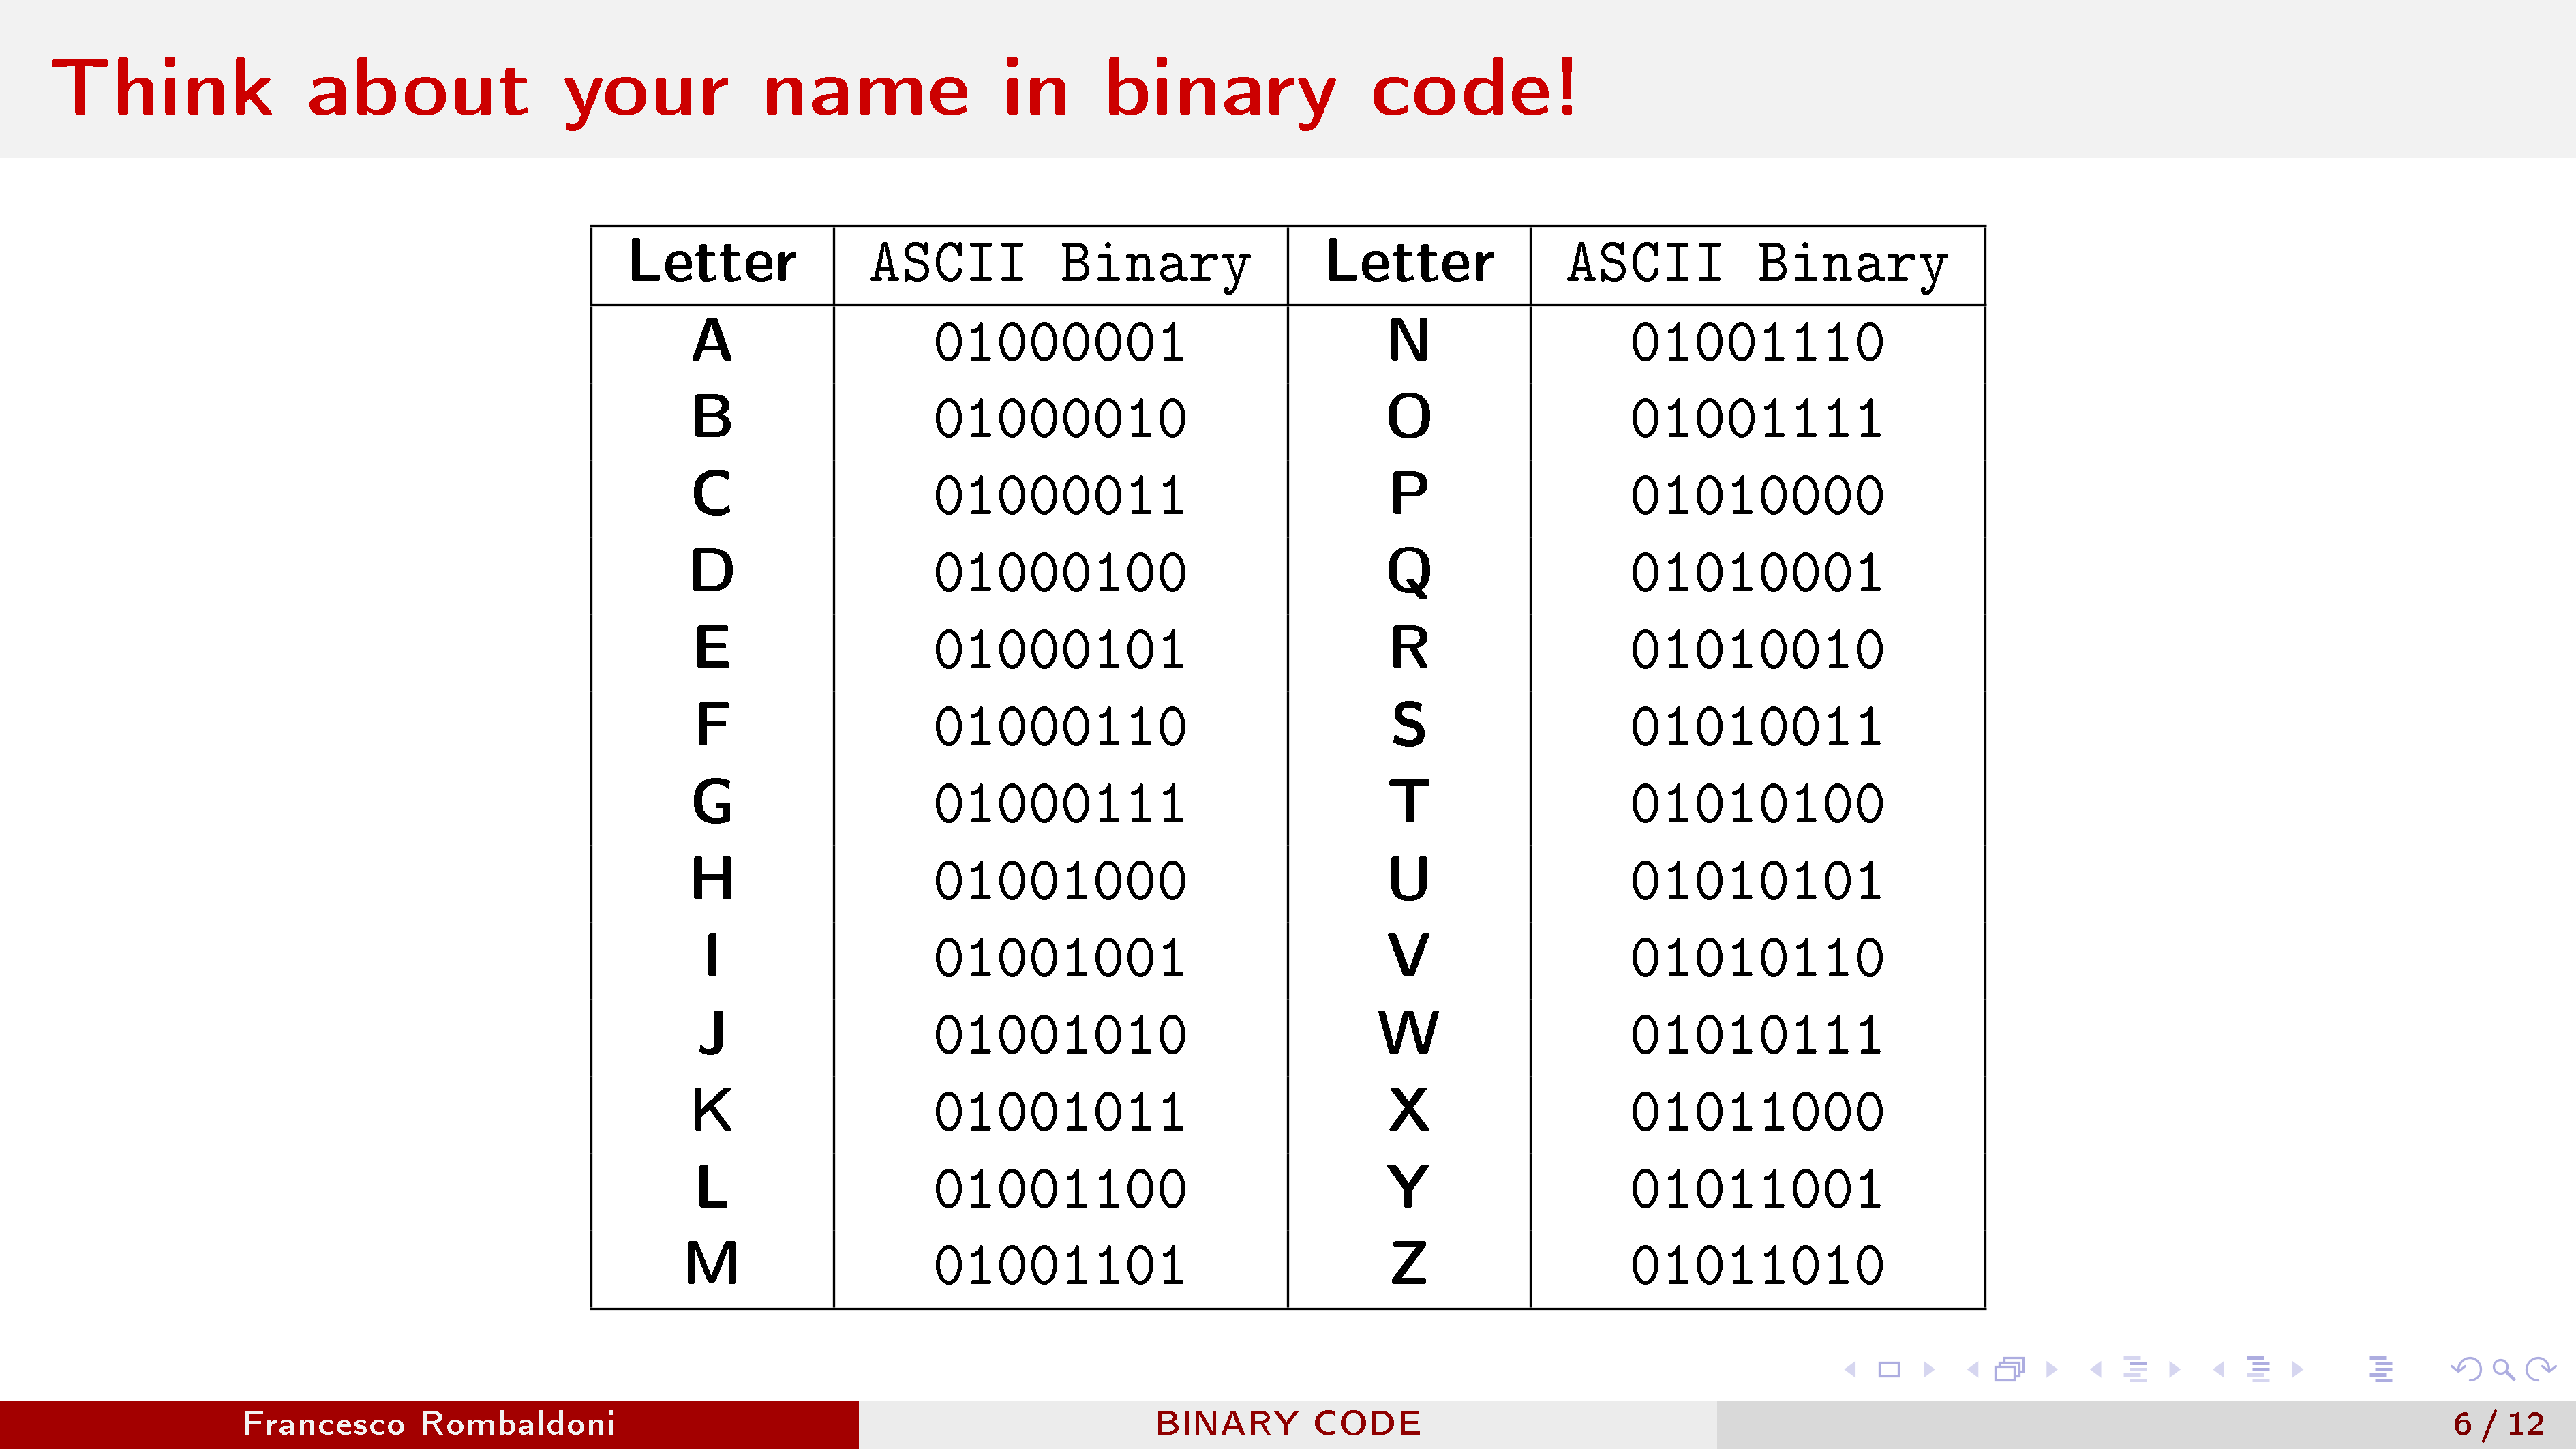 Think about your name in binary code!
Letter ASCII Binary Letter ASCII Binary
A 01000001 N 01001110
B 01000010 O 01001111
C 01000011 P 01010000
D 01000100 Q 01010001
E 01000101 R 01010010
F 01000110 S 01010011
G 01000111 T 01010100
H 01001000 U 01010101
I 01001001 V 01010110
J 01001010 W 01010111
K 01001011 X 01011000
L 01001100 Y 01011001
M 01001101 Z 01011010
Francesco Rombaldoni BINARY CODE 6 / 12